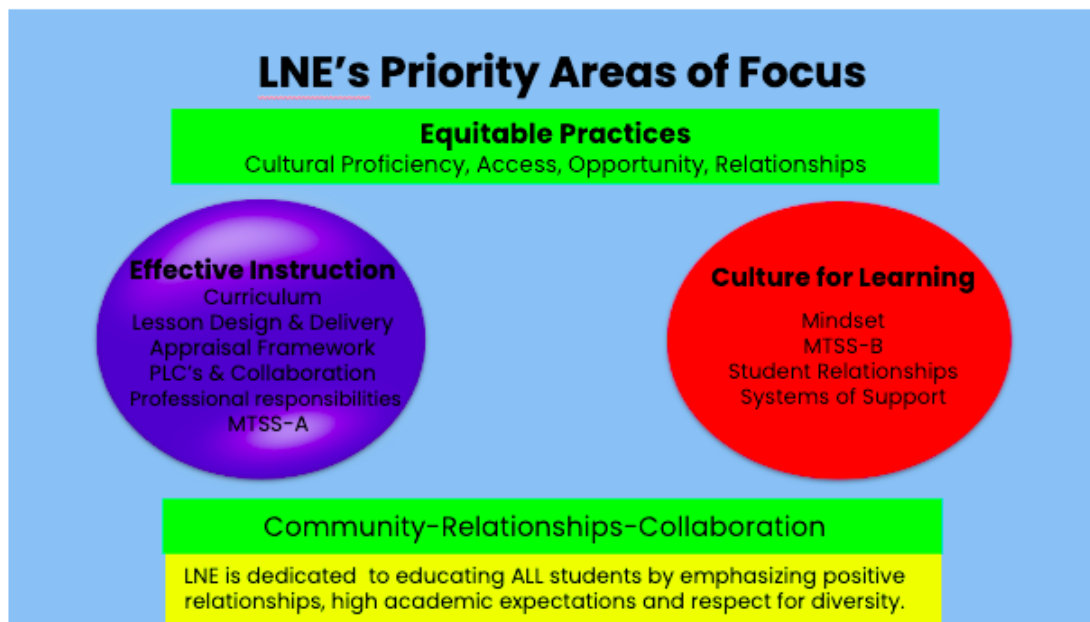 LNE’s Priority Areas of Focus
Equitable Practices
Cultural Proficiency, Access, Opportunity, Relationships
Effective Instruction
Curriculum
Lesson Design & Delivery
Appraisal Framework
PLC’s & Collaboration
Professional responsibilities
MTSS-A
Culture for Learning
Mindset
MTSS-B
Student Relationships
Systems of Support
Community-Relationships-Collaboration
LNE is dedicated  to educating ALL students by emphasizing positive
relationships, high academic expectations and respect for diversity.